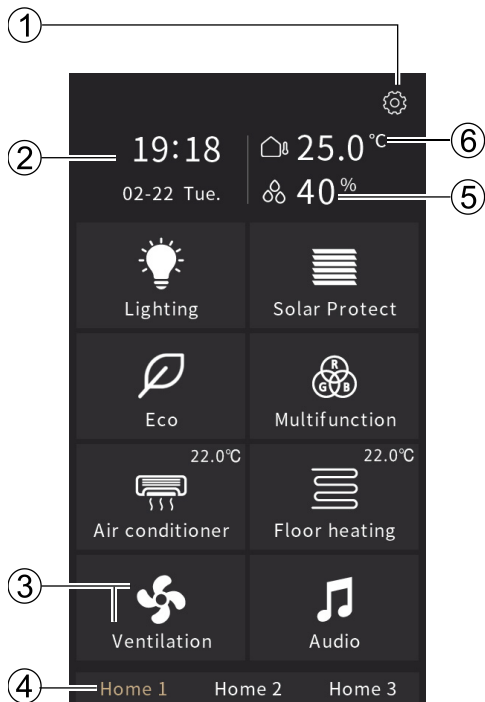 ①
② 19:18 25.0 °C ⑥
02-22 Tue. 40 % ⑤
Lighting Solar Protect
R
G B
Eco Multifunction
22.0℃ 22.0℃
Air conditioner Floor heating
③
Ventilation Audio
④ Home 1 Home 2 Home 3